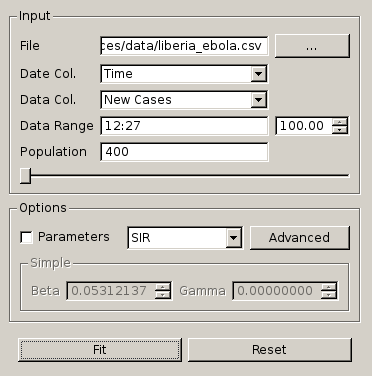 Input
File ces/data/liberia_ebola.csv ...
Date Col. Time
Data Col. New Cases
Data Range 12:27 100.00
Population 400
Options
Parameters SIR Advanced
Simple
Beta 0.05312137 Gamma 0.00000000
Fit Reset